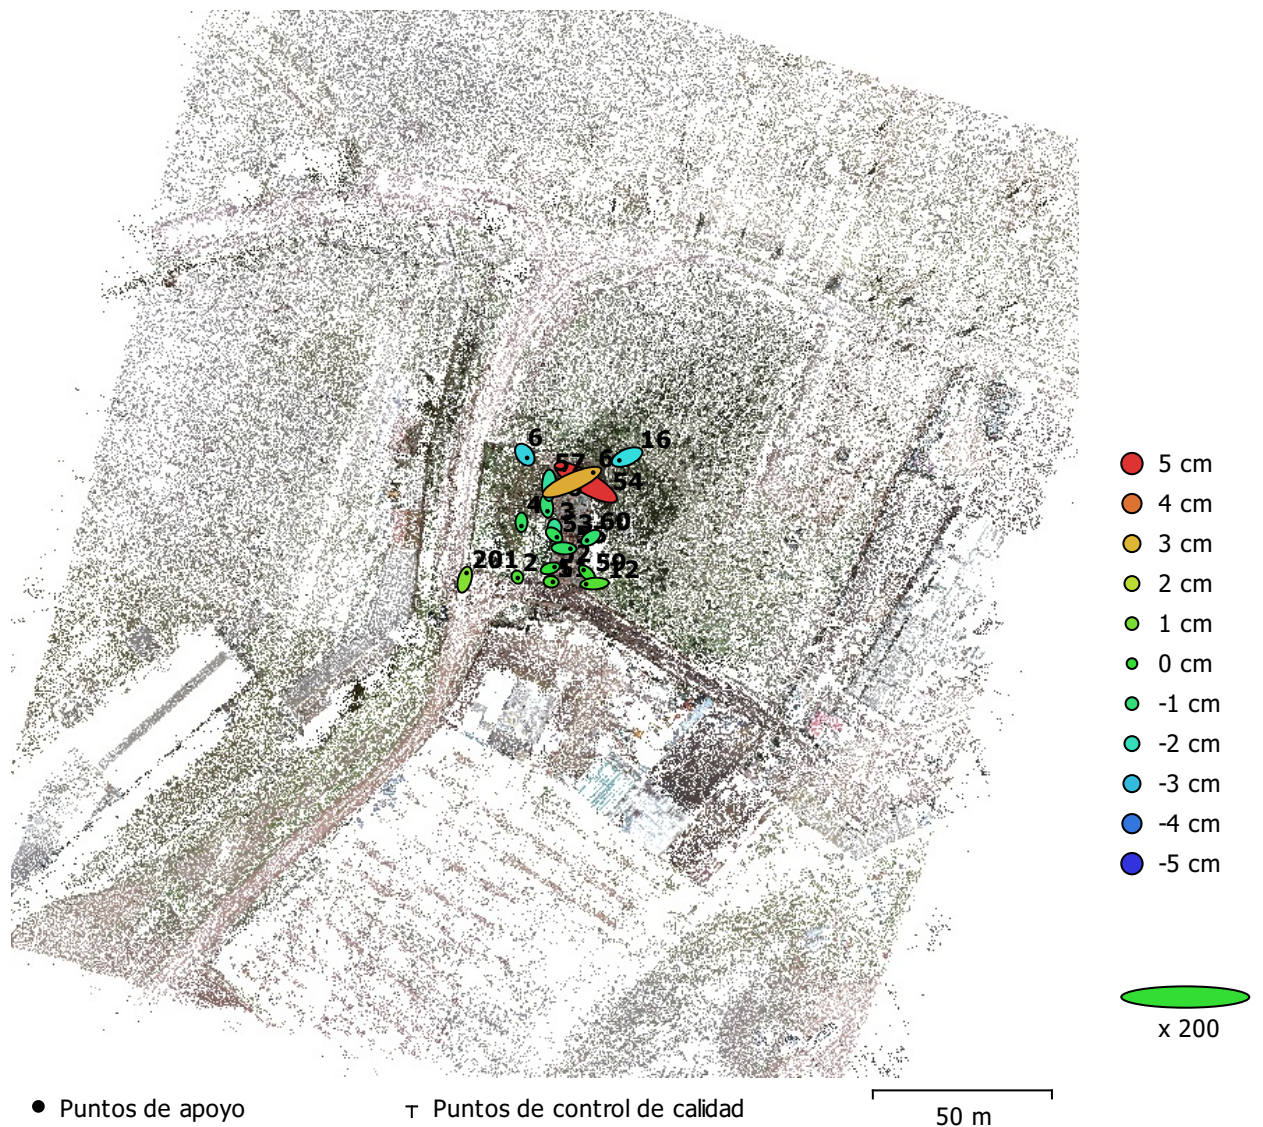 6
16
57
6
54
4
3
53
60
201
2
50
12
5 cm
4 cm
3 cm
2 cm
1 cm
0 cm
-1 cm
-2 cm
-3 cm
-4 cm
-5 cm
x 200
Puntos de apoyo
Puntos de control de calidad
50 m